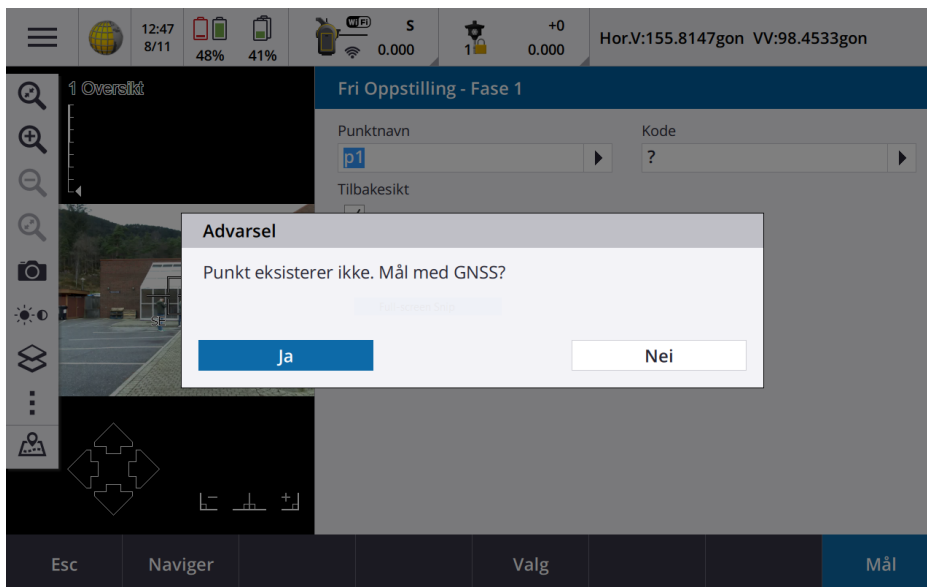 12:47
8/11
48%
41%
WiFi
S
0.000
1
+0
0.000
Hor.V:155.8147gon VV:98.4533gon
1 Oversikt
Fri Oppstilling - Fase 1
Punktnavn
Kode
p1
?
Tilbakesikt
Advarsel
Punkt eksisterer ikke. Mål med GNSS?
Ja
Nei
Esc
Naviger
Valg
Mål